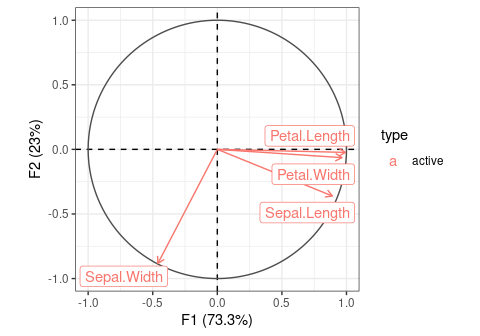 1.0
0.5
0.0
-0.5
-1.0
F2 (23%)
Petal.Length
Petal.Width
Sepal.Length
Sepal.Width
-1.0 -0.5 0.0 0.5 1.0
F1 (73.3%)
type
a active